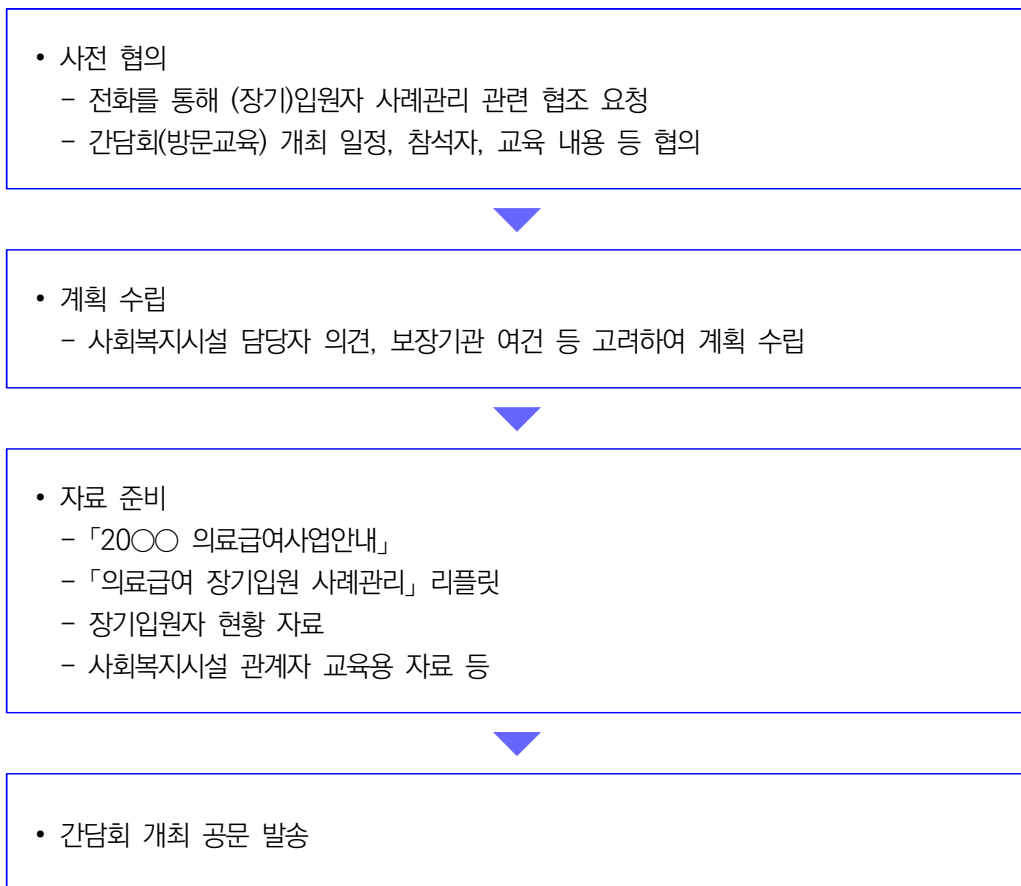 • 사전 협의
– 전화를 통해 (장기)입원자 사례관리 관련 협조 요청
– 간담회(방문교육) 개최 일정, 참석자, 교육 내용 등 협의
• 계획 수립
– 사회복지시설 담당자 의견, 보장기관 여건 등 고려하여 계획 수립
• 자료 준비
–「20○○ 의료급여사업안내」
–「의료급여 장기입원 사례관리」리플릿
– 장기입원자 현황 자료
– 사회복지시설 관계자 교육용 자료 등
• 간담회 개최 공문 발송